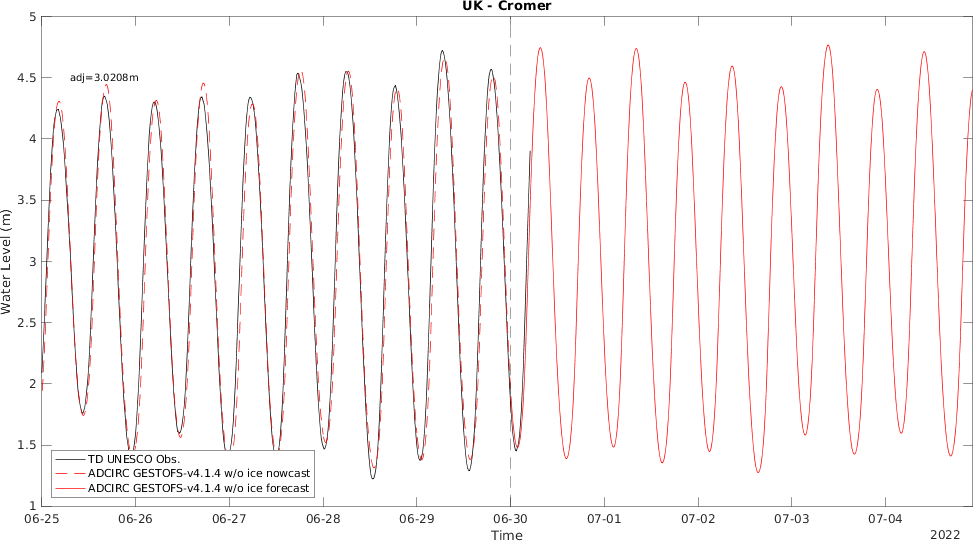 UK - Cromer
5
4.5
4
3.5
3
2.5
2
1.5
1
Water Level (m)
adj=3.0208m
TD UNESCO Obs.
ADCIRC GESTOFS-v4.1.4 w/o ice nowcast
ADCIRC GESTOFS-v4.1.4 w/o ice forecast
06-25 06-26 06-27 06-28 06-29 06-30 07-01 07-02 07-03 07-04
Time
2022